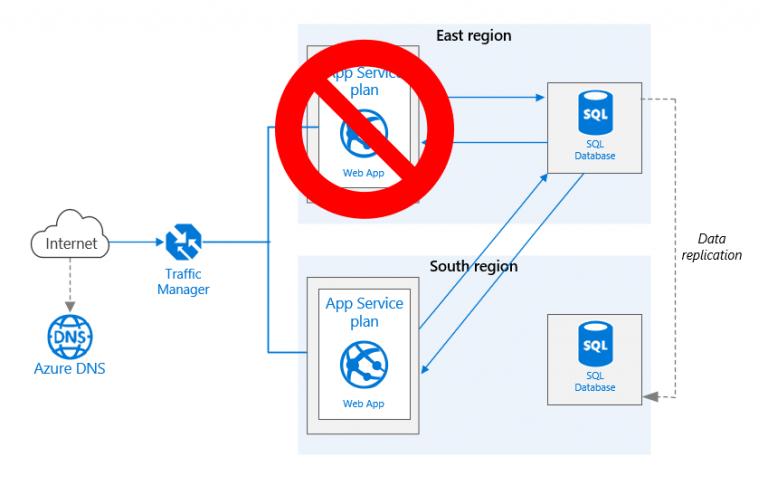 East region
App Service
plan
Web App
SQL
SQL
Database
Internet
Traffic
Manager
DNS
Azure DNS
Data
replication
South region
App Service
plan
Web App
SQL
SQL
Database